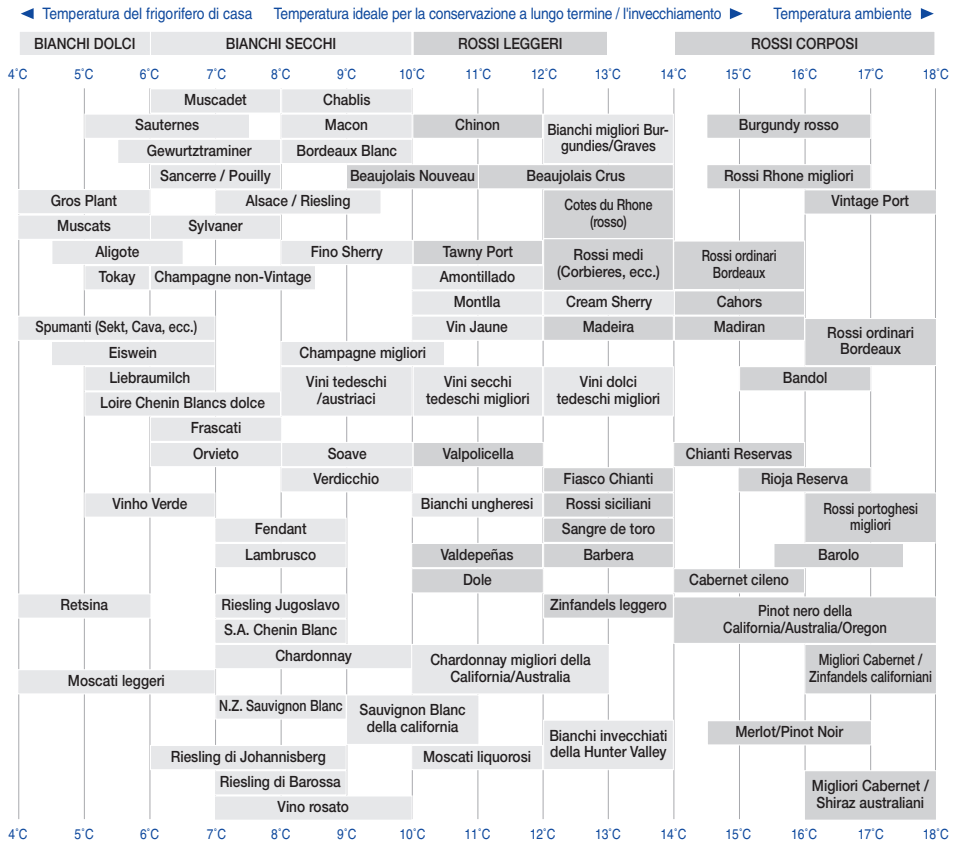 ◄ Temperatura del frigorifero di casa Temperatura ideale per la conservazione a lungo termine / l'invecchiamento ► Temperatura ambiente ►
BIANCHI DOLCI BIANCHI SECCHI ROSSI LEGGERI ROSSI CORPOSI
4°C 5°C 6°C 7°C 8°C 9°C 10°C 11°C 12°C 13°C 14°C 15°C 16°C 17°C 18°C
Muscadet Chablis
Sauternes Macon Chinon Bianchi migliori Bur-
gundies/Graves Burgundy rosso
Gewurtztraminer Bordeaux Blanc
Sancerre / Pouilly Beaujolais Nouveau Beaujolais Crus Rossi Rhone migliori
Gros Plant Alsace / Riesling Cotes du Rhone
(rosso) Vintage Port
Muscats Sylvaner
Aligote Fino Sherry Tawny Port Rossi medi
(Corbieres, ecc.) Rossi ordinari
Bordeaux
Tokay Champagne non-Vintage Amontillado
Montlla Cream Sherry Cahors
Spumanti (Sekt, Cava, ecc.) Vin Jaune Madeira Madiran Rossi ordinari
Bordeaux
Eiswein Champagne migliori
Liebraumilch Vini tedeschi
/austriaci Vini secchi
tedeschi migliori Vini dolci
tedeschi migliori Bandol
Loire Chenin Blancs dolce
Frascati
Orvieto Soave Valpolicella Chianti Reservas
Verdicchio Fiasco Chianti Rioja Reserva
Vinho Verde Bianchi ungheresi Rossi siciliani Rossi portoghesi
migliori
Fendant Sangre de toro
Lambrusco Valdepeñas Barbera Barolo
Dole Cabernet cileno
Retsina Riesling Jugoslavo Zinfandels leggero Pinot nero della
California/Australia/Oregon
S.A. Chenin Blanc
Chardonnay Chardonnay migliori della
California/Australia Migliori Cabernet /
Zinfandels californiani
Moscati leggeri
N.Z. Sauvignon Blanc Sauvignon Blanc
della california
Bianchi invecchiati
della Hunter Valley Merlot/Pinot Noir
Riesling di Johannisberg Moscati liquorosi
Riesling di Barossa Migliori Cabernet /
Shiraz australiani
Vino rosato
4°C 5°C 6°C 7°C 8°C 9°C 10°C 11°C 12°C 13°C 14°C 15°C 16°C 17°C 18°C